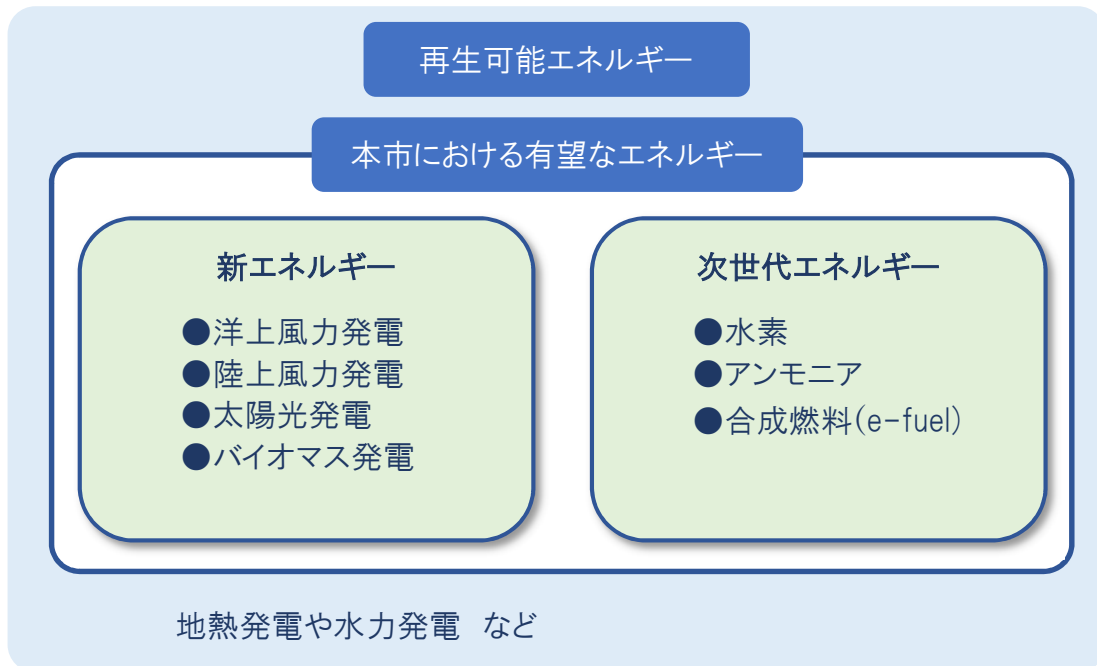 再生可能エネルギー
本市における有望なエネルギー
新エネルギー
●洋上風力発電
●陸上風力発電
●太陽光発電
●バイオマス発電
次世代エネルギー
●水素
●アンモニア
●合成燃料(e-fuel)
地熱発電や水力発電　など